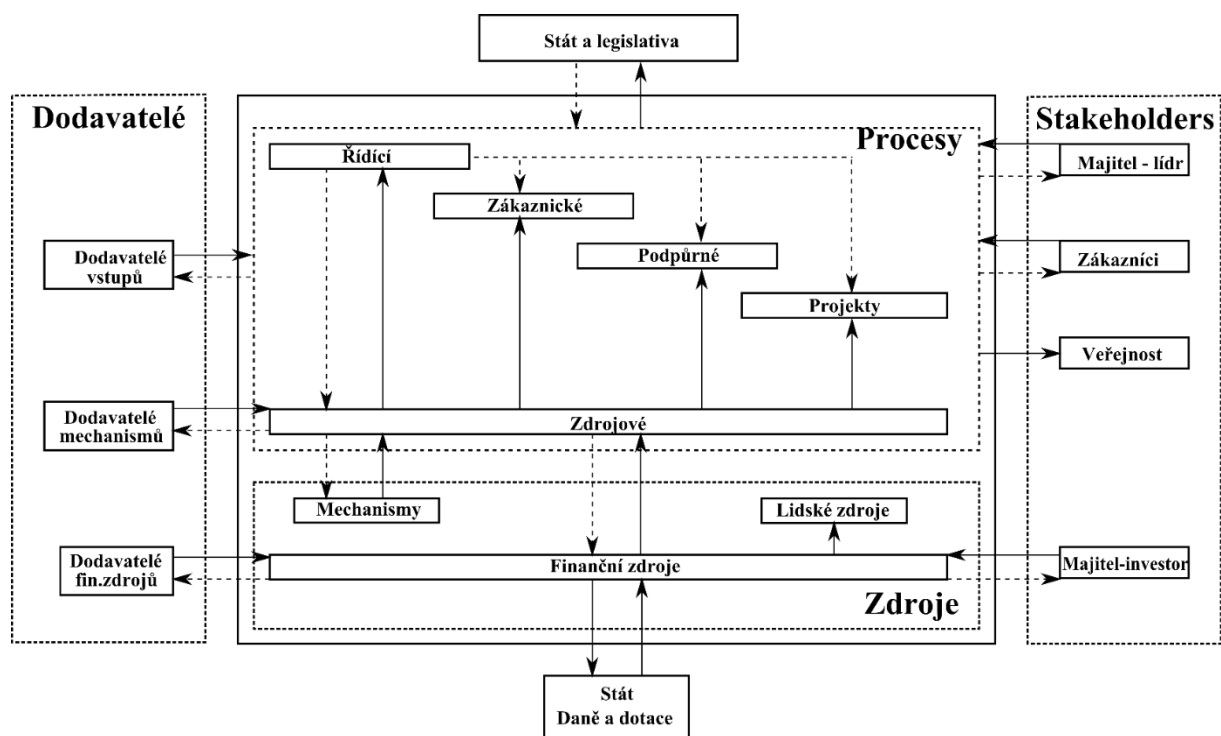 Stát a legislativa
Dodavatelé
Procesy
Stakeholders
Řídící
Majitel - lídr
Zákaznické
Dodavatelé
vstupů
Podpůrné
Zákazníci
Projekty
Veřejnost
Dodavatelé
mechanismů
Zdrojové
Mechanismy
Lidské zdroje
Dodavatelé
fin.zdrojů
Finanční zdroje
Majitel-investor
Zdroje
Stát
Daně a dotace